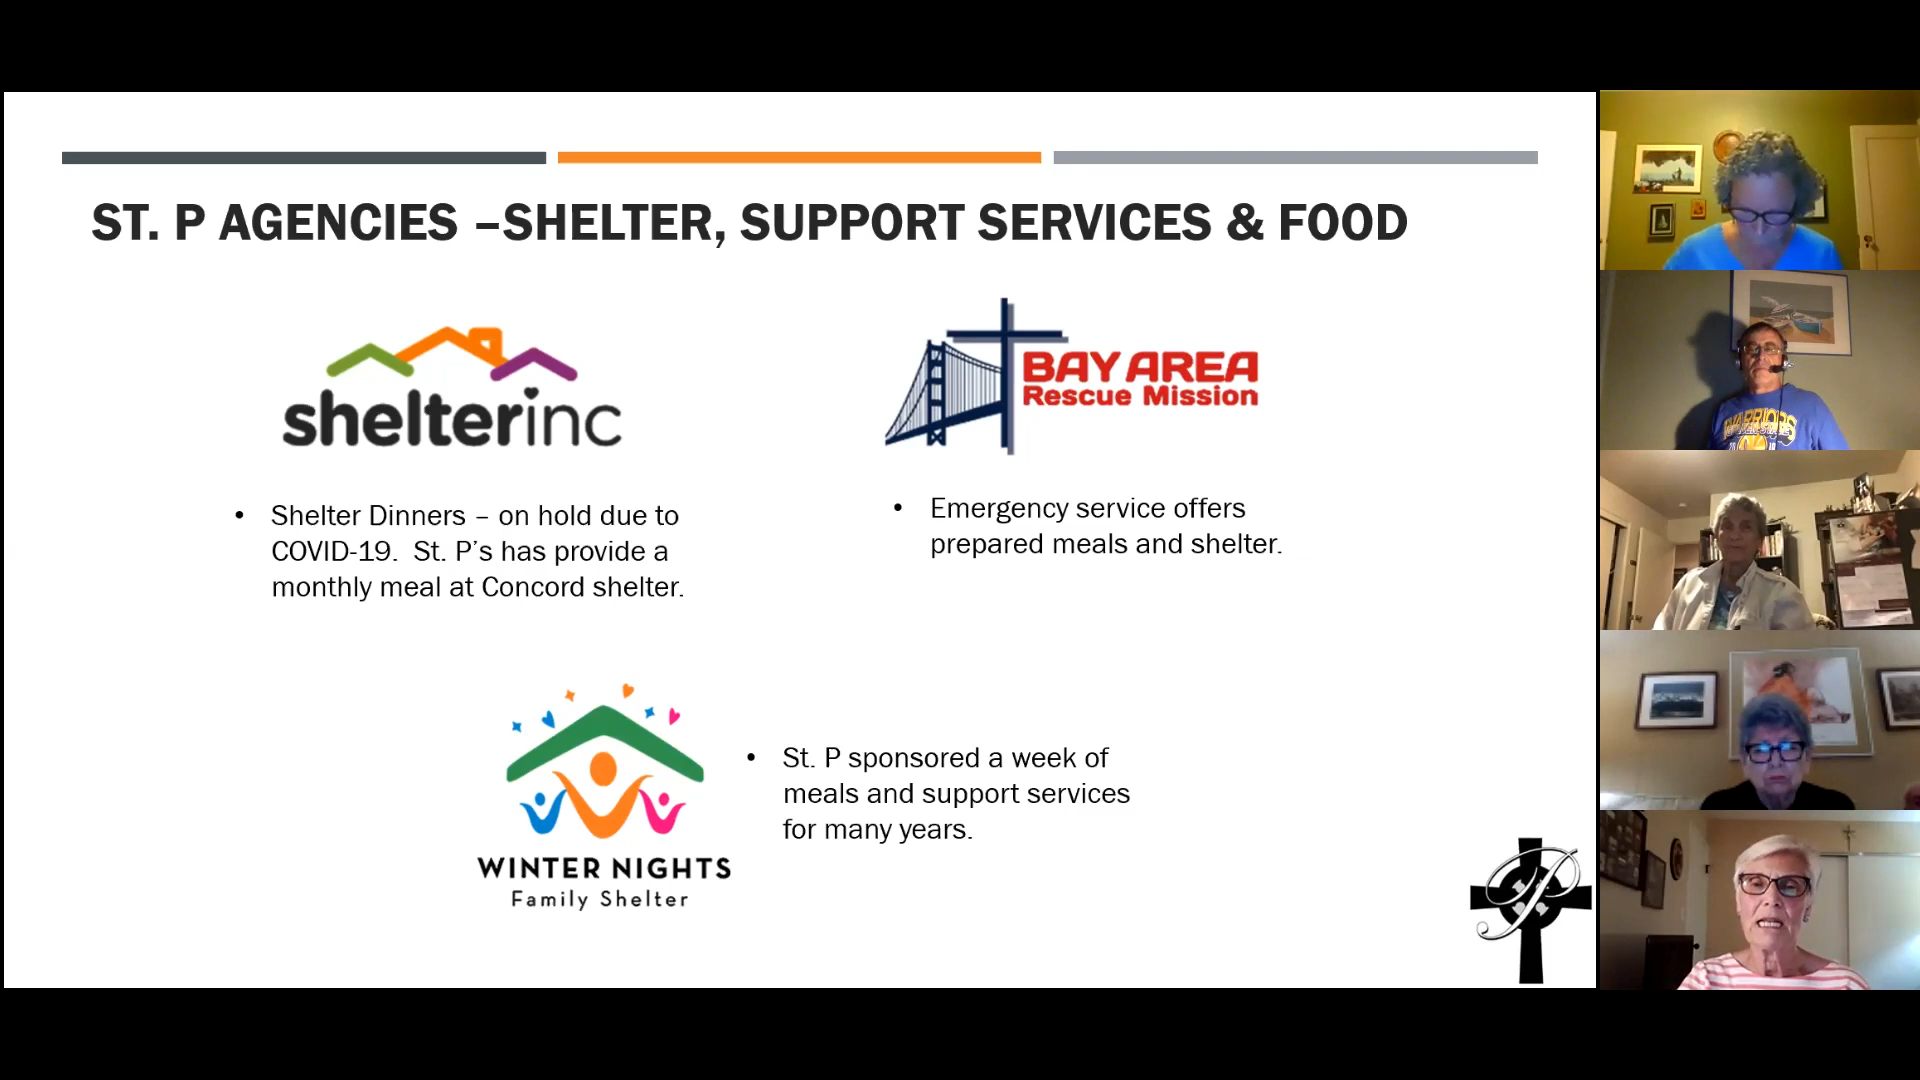 ST. P AGENCIES –SHELTER, SUPPORT SERVICES & FOOD
shelterinc
BAY AREA
Rescue Mission
• Shelter Dinners – on hold due to
COVID-19. St. P's has provide a
monthly meal at Concord shelter.
• Emergency service offers
prepared meals and shelter.
WINTER NIGHTS
Family Shelter
• St. P sponsored a week of
meals and support services
for many years.
P
WARRIORS